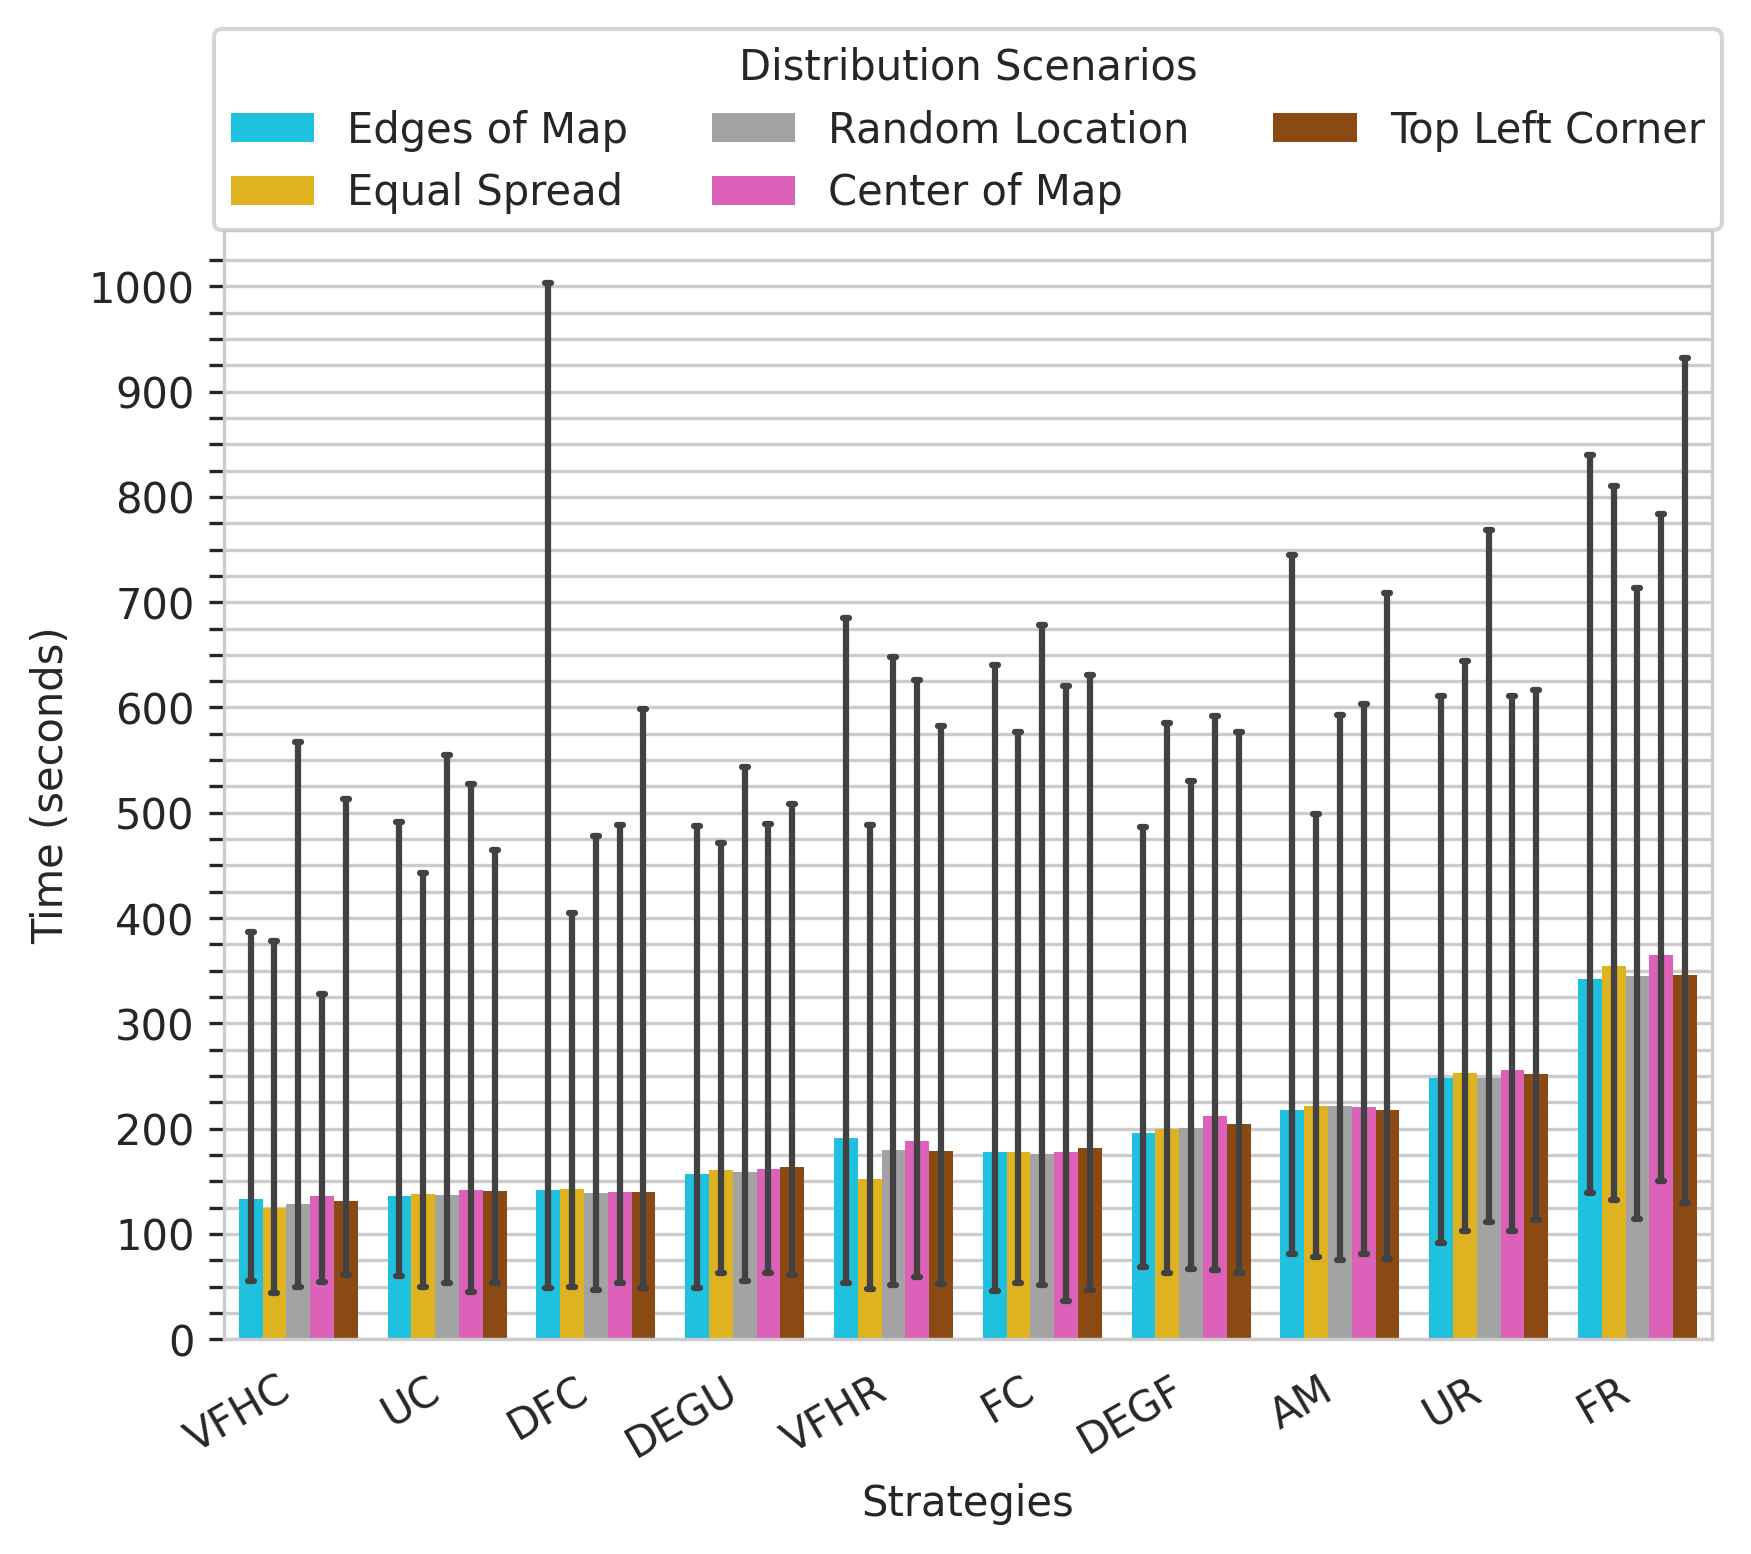 Distribution Scenarios
Edges of Map
Random Location
Top Left Corner
Equal Spread
Center of Map
1000
900
800
700
600
500
400
300
200
100
0
Time (seconds)
VFHC
UC
DFC
DEGU
VFHR
FC
DEGF
AM
UR
FR
Strategies